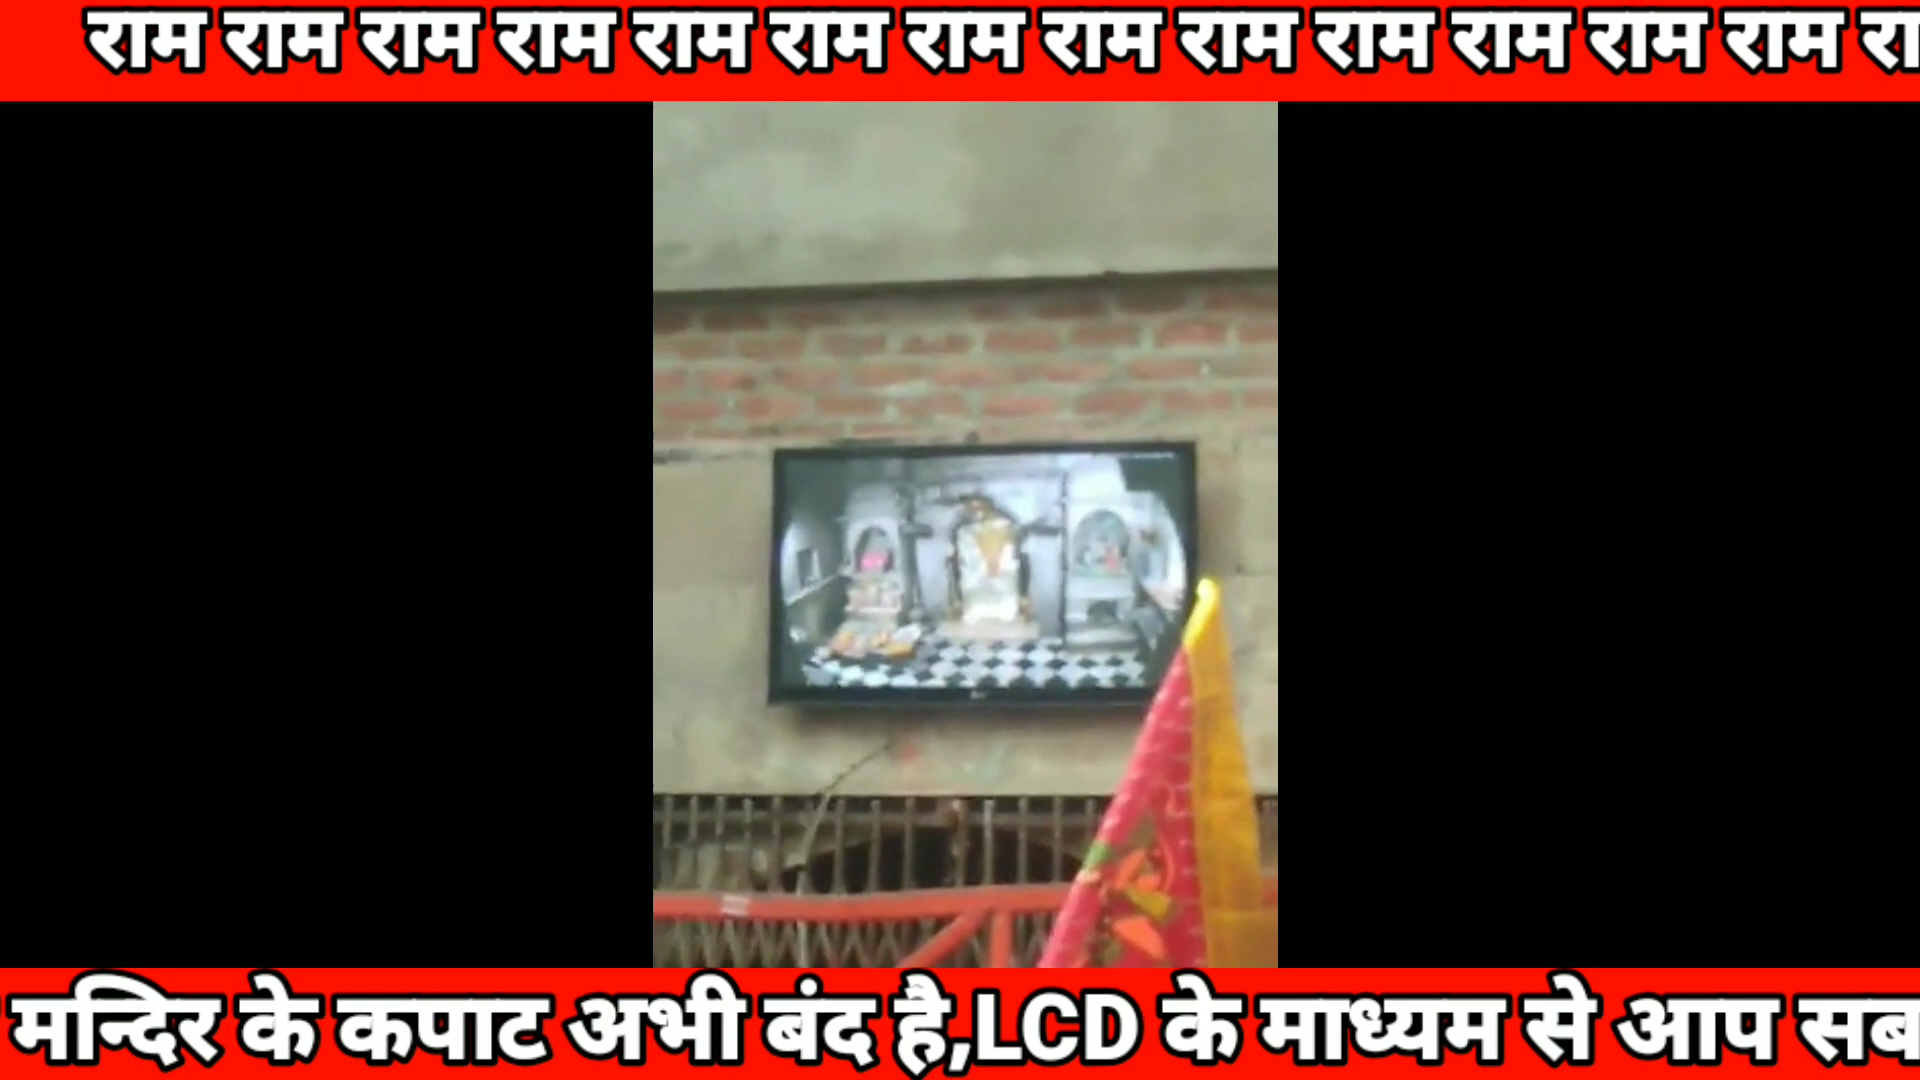 राम राम राम राम राम राम राम राम राम राम राम राम राम रा
मन्दिर के कपाट अभी बंद है,LCD के माध्यम से आप सब